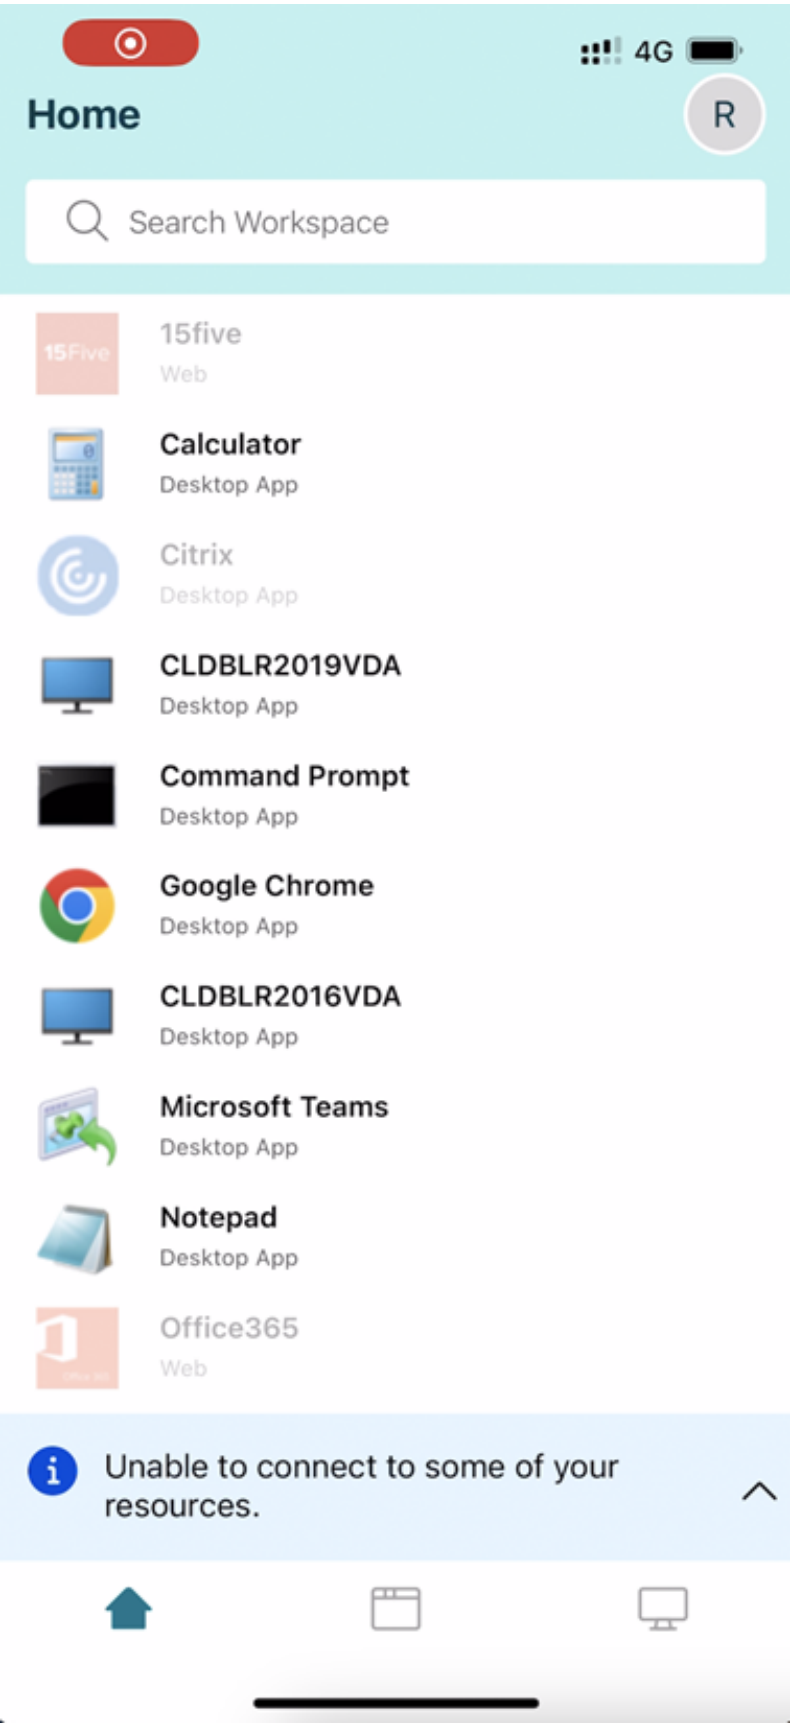 4G
Home
R
Search Workspace
15Five
15five
Web
Calculator
Desktop App
Citrix
Desktop App
CLDBLR2019VDA
Desktop App
Command Prompt
Desktop App
Google Chrome
Desktop App
CLDBLR2016VDA
Desktop App
Microsoft Teams
Desktop App
Notepad
Desktop App
Office365
Web
Unable to connect to some of your
resources.